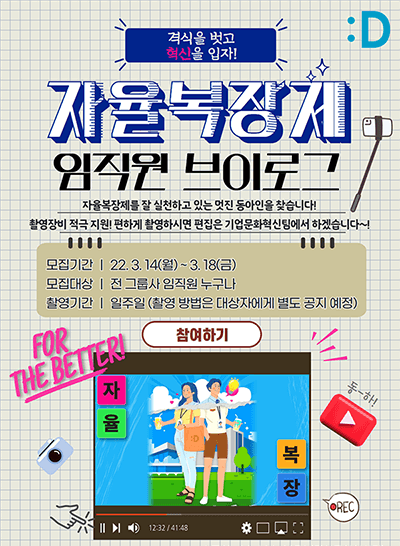 :D
격식을 벗고
혁신을 입자!
자율복장제
임직원 브이로그
자율복장제를 잘 실천하고 있는 멋진 동아인을 찾습니다!
촬영장비 적극 지원! 편하게 촬영하시면 편집은 기업문화혁신팀에서 하겠습니다~!
모집기간 | 22. 3. 14(월) ~ 3. 18(금)
모집대상 | 전 그룹사 임직원 누구나
촬영기간 | 일주일 (촬영 방법은 대상자에게 별도 공지 예정)
참여하기
FOR
THE BETTER!
자
율
복
장
동~하!
12:32 / 41:48
REC